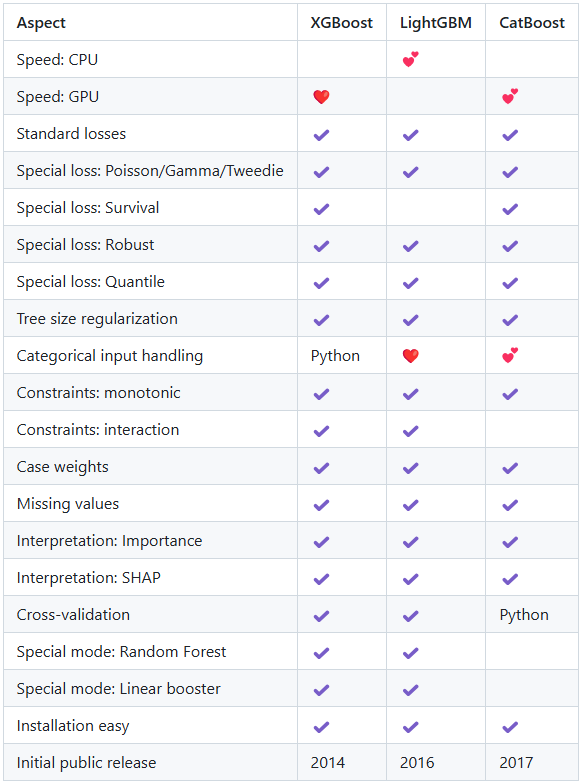 Aspect XGBoost LightGBM CatBoost
Speed: CPU 💕
Speed: GPU ❤️ 💕
Standard losses ✔ ✔ ✔
Special loss: Poisson/Gamma/Tweedie ✔ ✔ ✔
Special loss: Survival ✔ ✔
Special loss: Robust ✔ ✔ ✔
Special loss: Quantile ✔ ✔ ✔
Tree size regularization ✔ ✔ ✔
Categorical input handling Python ❤️ 💕
Constraints: monotonic ✔ ✔ ✔
Constraints: interaction ✔ ✔
Case weights ✔ ✔ ✔
Missing values ✔ ✔ ✔
Interpretation: Importance ✔ ✔ ✔
Interpretation: SHAP ✔ ✔ ✔
Cross-validation ✔ ✔ Python
Special mode: Random Forest ✔ ✔
Special mode: Linear booster ✔ ✔
Installation easy ✔ ✔ ✔
Initial public release 2014 2016 2017